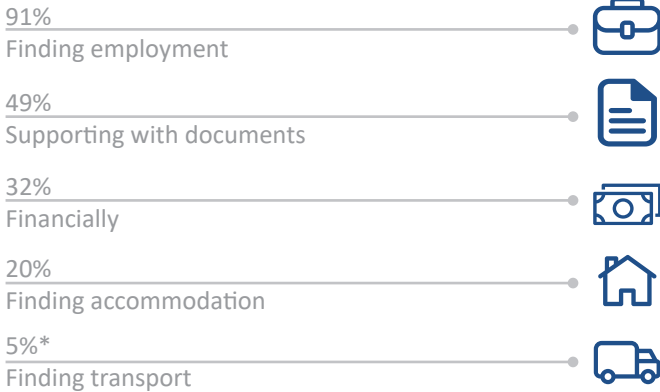 91%
Finding employment
49%
Supporting with documents
32%
Financially
20%
Finding accommodation
5%*
Finding transport